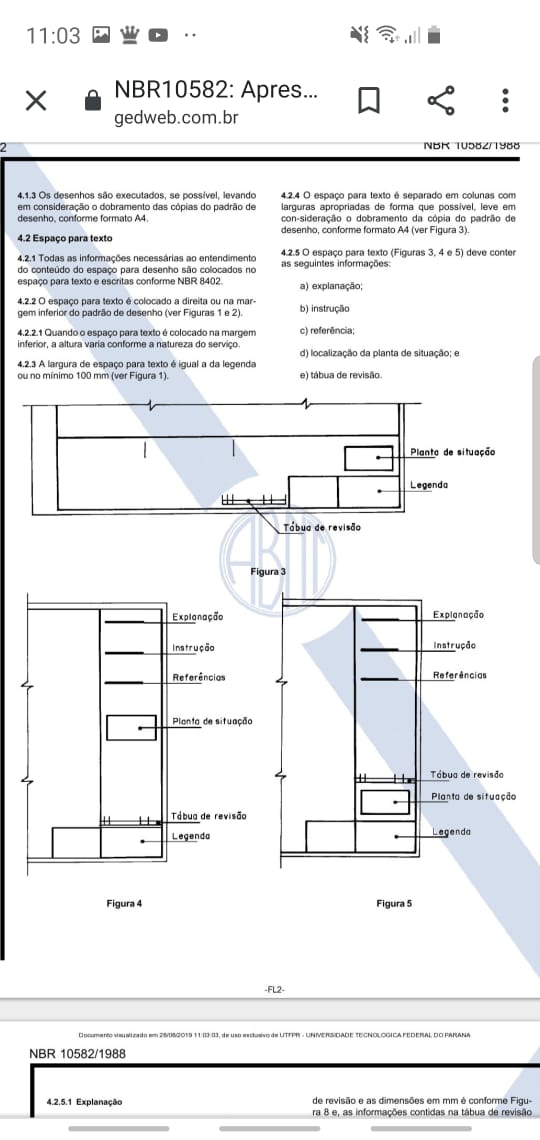 11:03
NBR10582: Apres...
gedweb.com.br
2
NBR 10582/1988
4.1.3 Os desenhos são executados, se possível, levando
em consideração o dobramento das cópias do padrão de
desenho, conforme formato A4.
4.2 Espaço para texto
4.2.1 Todas as informações necessárias ao entendimento
do conteúdo do espaço para desenho são colocados no
espaço para texto e escritas conforme NBR 8402.
4.2.2 O espaço para texto é colocado a direita ou na mar-
gem inferior do padrão de desenho (ver Figuras 1 e 2).
4.2.2.1 Quando o espaço para texto é colocado na margem
inferior, a altura varia conforme a natureza do serviço.
4.2.3 A largura de espaço para texto é igual a da legenda
ou no mínimo 100 mm (ver Figura 1).
4.2.4 O espaço para texto é separado em colunas com
larguras apropriadas de forma que possível, leve em
con-sideração o dobramento da cópia do padrão de
desenho, conforme formato A4 (ver Figura 3).
4.2.5 O espaço para texto (Figuras 3, 4 e 5) deve conter
as seguintes informações:
a) explanação;
b) instrução
c) referência;
d) localização da planta de situação; e
e) tábua de revisão.
Planta de situação
Legenda
Tábua de revisão
ABNT
Figura 3
Explanação
Instrução
Referências
Planta de situação
Tábua de revisão
Legenda
Figura 4
Explanação
Instrução
Referências
Tábua de revisão
Planta de situação
Legenda
Figura 5
-FL2-
Documento visualizado em 28/08/2019 11:03:03, de uso exclusivo de UTFPR - UNIVERSIDADE TECNOLOGICA FEDERAL DO PARANA
NBR 10582/1988
4.2.5.1 Explanação
de revisão e as dimensões em mm é conforme Figu-
ra 8 e, as informações contidas na tábua de revisão